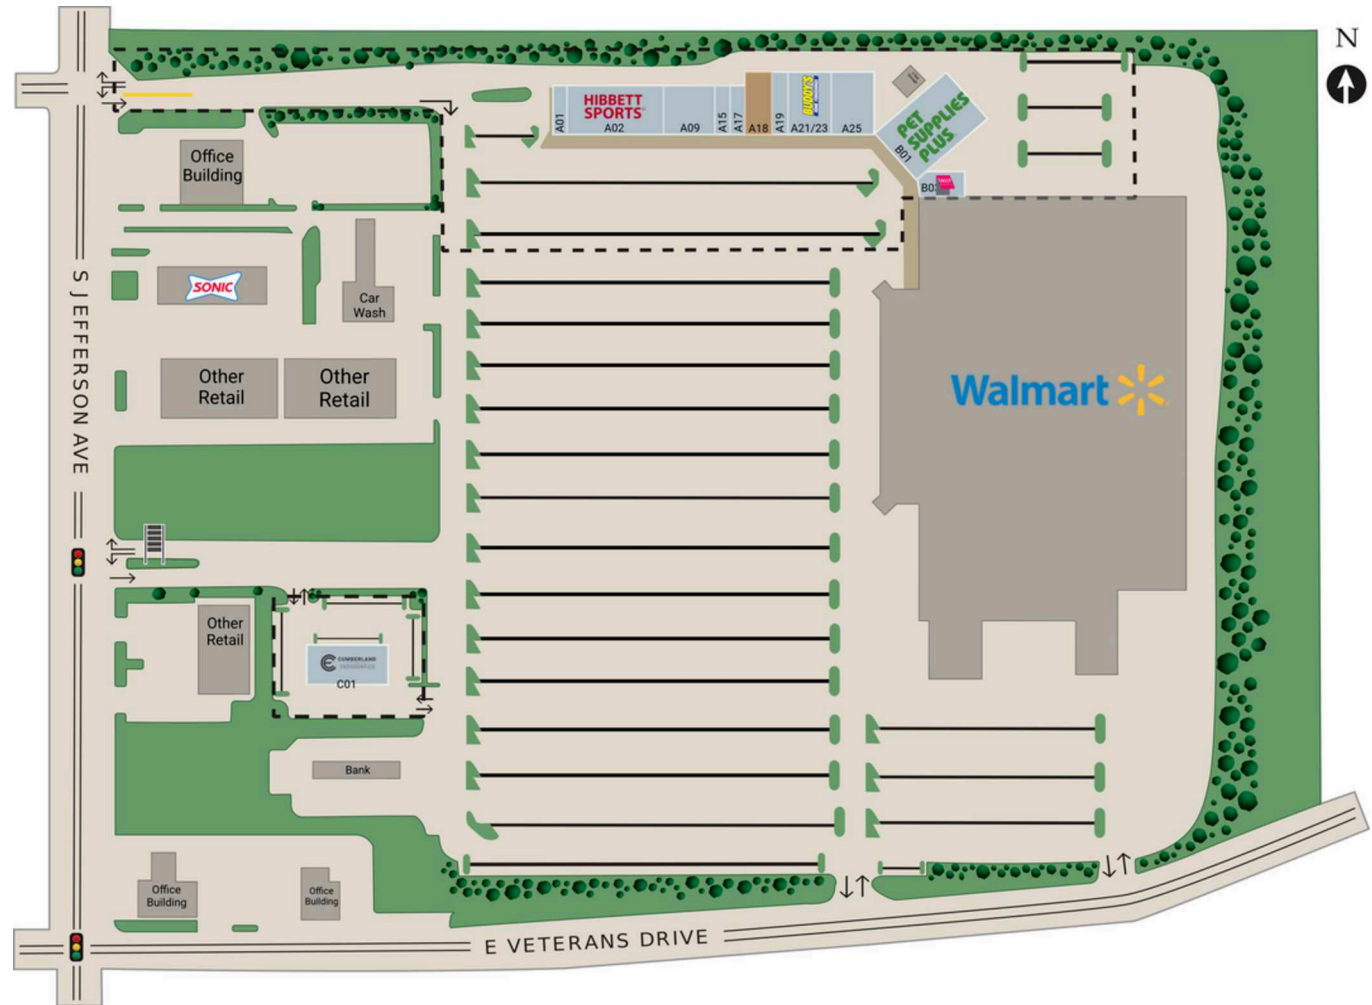 N
HIBBETT
SPORTS
A01
A02
A09
A15
A17
A18
A19
BUDDY'S
A21/23
A25
PET
SUPPLIES
PLUS
B01
Office
Building
SONIC
Car
Wash
S JEFFERSON AVE
Other
Retail
Other
Retail
Walmart
Other
Retail
CUMBERLAND
C01
Bank
Office
Building
Office
Building
E VETERANS DRIVE